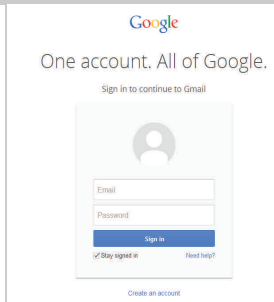 Google
One account. All of Google.
Sign in to continue to Gmail
Email
Password
Sign in
Stay signed in Need help?
Create an account